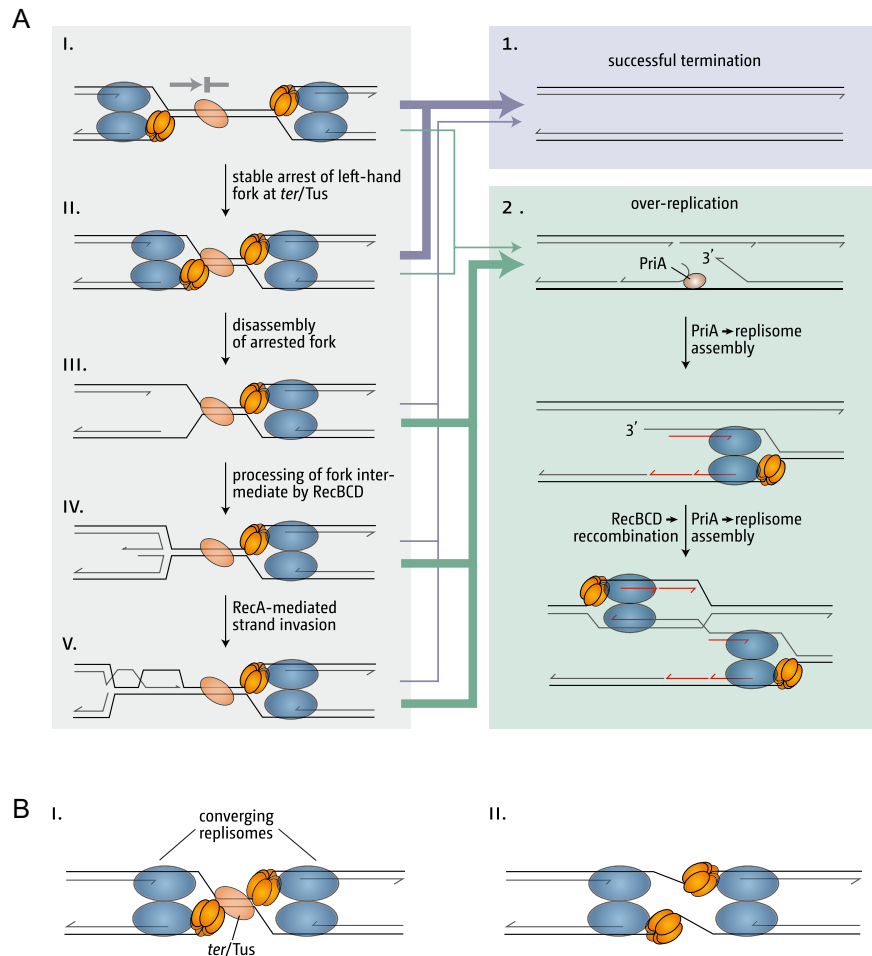 A
I.
stable arrest of left-hand
fork at ter/Tus
II.
disassembly
of arrested fork
III.
processing of fork inter-
mediate by RecBCD
IV.
RecA-mediated
strand invasion
V.
1.
successful termination
2 .
over-replication
3’
PriA
PriA → replisome
assembly
3’
RecBCD →
reccombination
PriA → replisome
assembly
B
I.
converging
replisomes
ter/Tus
II.